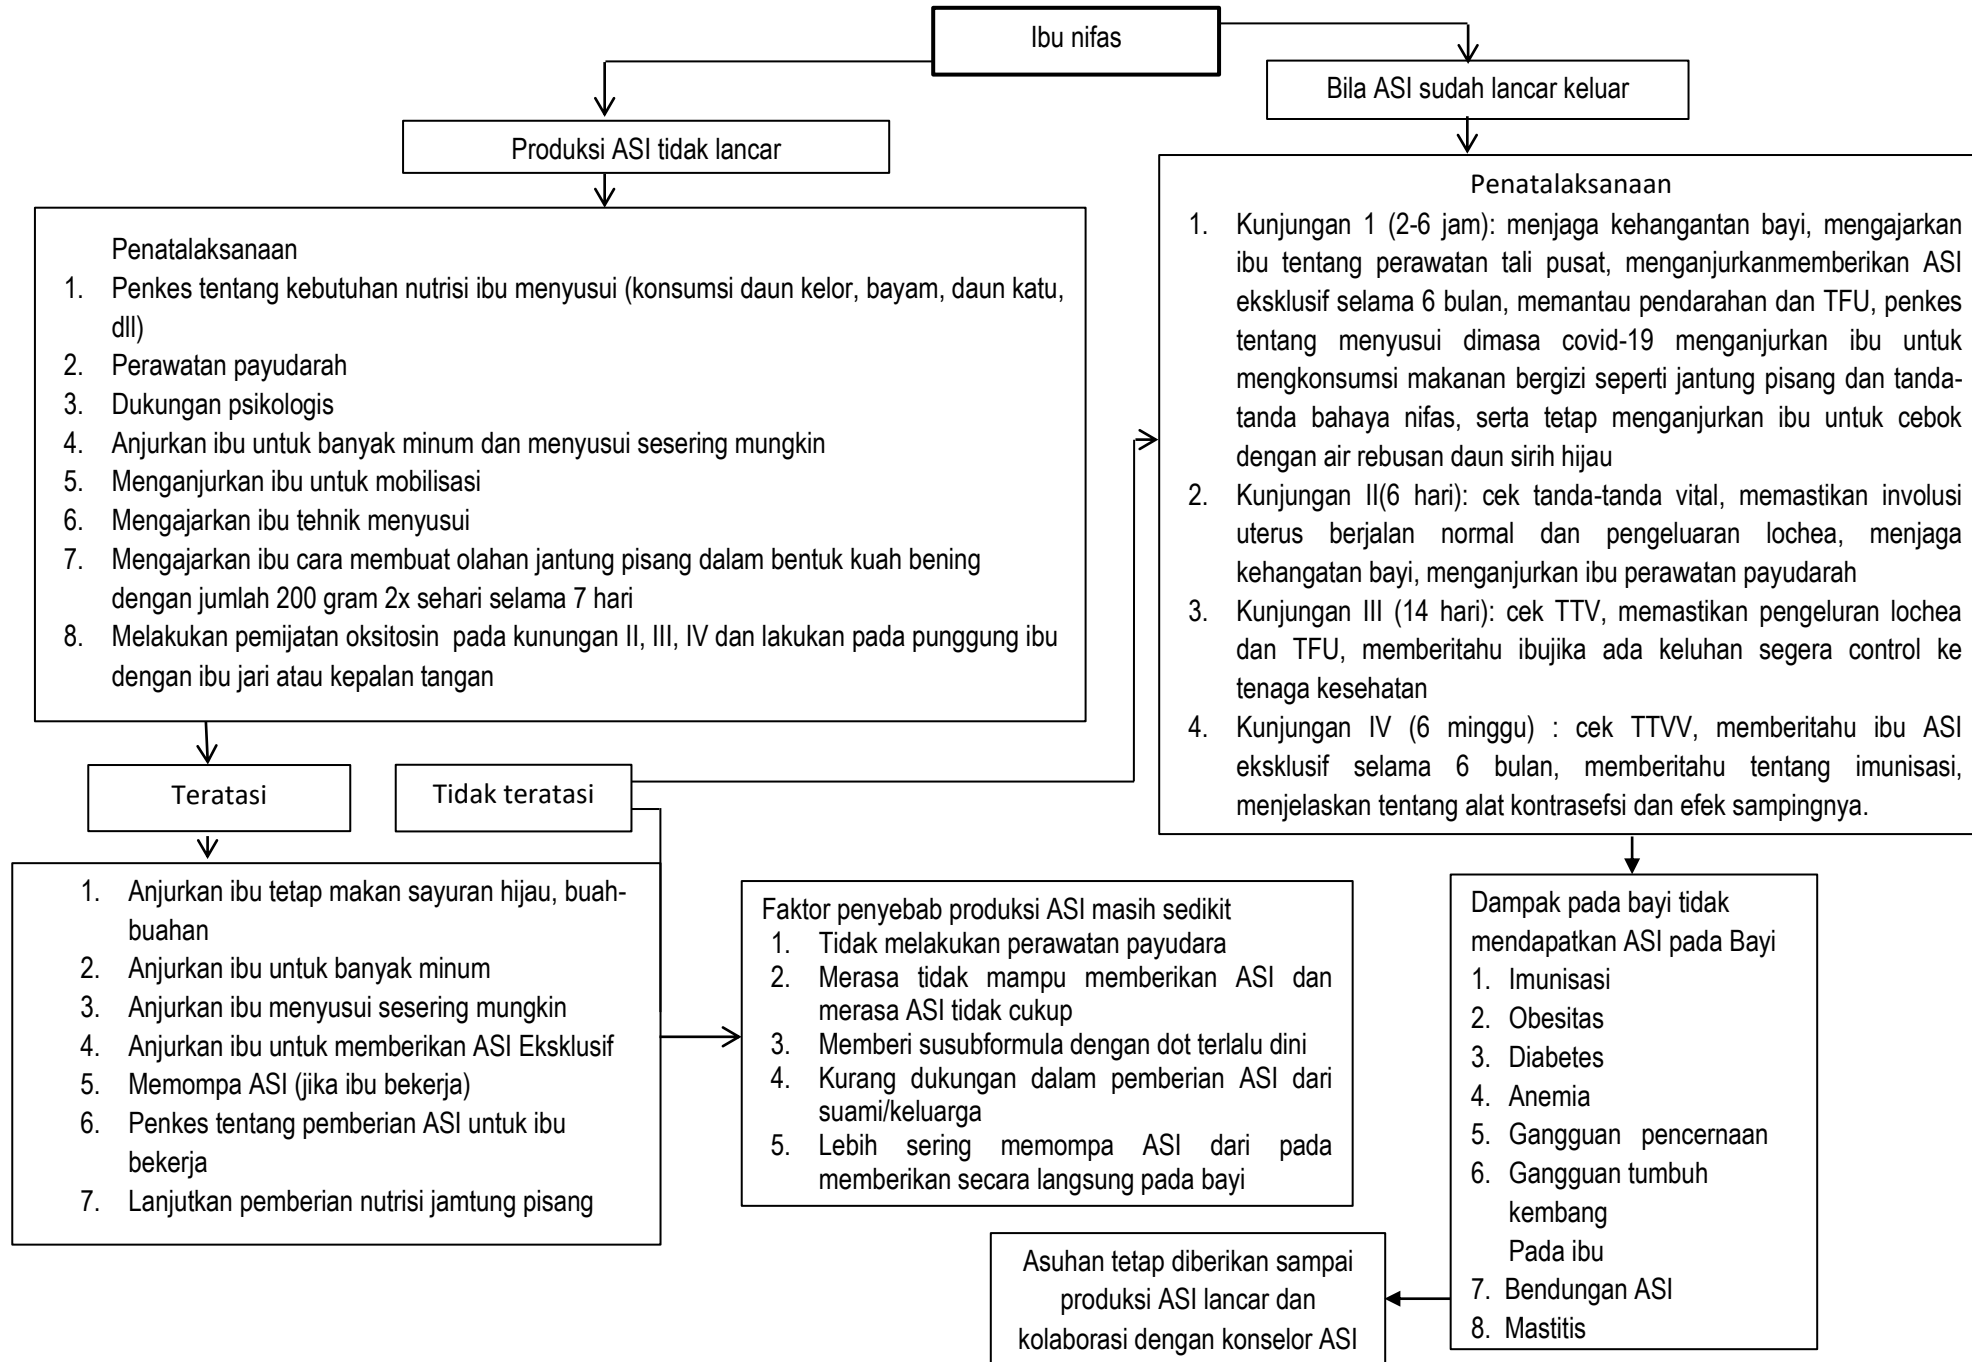 Ibu nifas
Bila ASI sudah lancar keluar
Produksi ASI tidak lancar
Penatalaksanaan
1. Penkes tentang kebutuhan nutrisi ibu menyusui (konsumsi daun kelor, bayam, daun katu,
dll)
2. Perawatan payudarah
3. Dukungan psikologis
4. Anjurkan ibu untuk banyak minum dan menyusui sesering mungkin
5. Menganjurkan ibu untuk mobilisasi
6. Mengajarkan ibu tehnik menyusui
7. Mengajarkan ibu cara membuat olahan jantung pisang dalam bentuk kuah bening
dengan jumlah 200 gram 2x sehari selama 7 hari
8. Melakukan pemijatan oksitosin pada kunungan II, III, IV dan lakukan pada punggung ibu
dengan ibu jari atau kepalan tangan
Penatalaksanaan
1. Kunjungan 1 (2-6 jam): menjaga kehangantan bayi, mengajarkan
ibu tentang perawatan tali pusat, menganjurkanmemberikan ASI
eksklusif selama 6 bulan, memantau pendarahan dan TFU, penkes
tentang menyusui dimasa covid-19 menganjurkan ibu untuk
mengkonsumsi makanan bergizi seperti jantung pisang dan tanda-
tanda bahaya nifas, serta tetap menganjurkan ibu untuk cebok
dengan air rebusan daun sirih hijau
2. Kunjungan II(6 hari): cek tanda-tanda vital, memastikan involusi
uterus berjalan normal dan pengeluaran lochea, menjaga
kehangatan bayi, menganjurkan ibu perawatan payudarah
3. Kunjungan III (14 hari): cek TTV, memastikan pengeluran lochea
dan TFU, memberitahu ibujika ada keluhan segera control ke
tenaga kesehatan
4. Kunjungan IV (6 minggu) : cek TTVV, memberitahu ibu ASI
eksklusif selama 6 bulan, memberitahu tentang imunisasi,
menjelaskan tentang alat kontrasefsi dan efek sampingnya.
Teratasi
Tidak teratasi
1. Anjurkan ibu tetap makan sayuran hijau, buah-
buahan
2. Anjurkan ibu untuk banyak minum
3. Anjurkan ibu menyusui sesering mungkin
4. Anjurkan ibu untuk memberikan ASI Eksklusif
5. Memompa ASI (jika ibu bekerja)
6. Penkes tentang pemberian ASI untuk ibu
bekerja
7. Lanjutkan pemberian nutrisi jamtung pisang
Faktor penyebab produksi ASI masih sedikit
1. Tidak melakukan perawatan payudara
2. Merasa tidak mampu memberikan ASI dan
merasa ASI tidak cukup
3. Memberi susubformula dengan dot terlalu dini
4. Kurang dukungan dalam pemberian ASI dari
suami/keluarga
5. Lebih sering memompa ASI dari pada
memberikan secara langsung pada bayi
Dampak pada bayi tidak
mendapatkan ASI pada Bayi
1. Imunisasi
2. Obesitas
3. Diabetes
4. Anemia
5. Gangguan pencernaan
6. Gangguan tumbuh
kembang
Pada ibu
7. Bendungan ASI
8. Mastitis
Asuhan tetap diberikan sampai
produksi ASI lancar dan
kolaborasi dengan konselor ASI